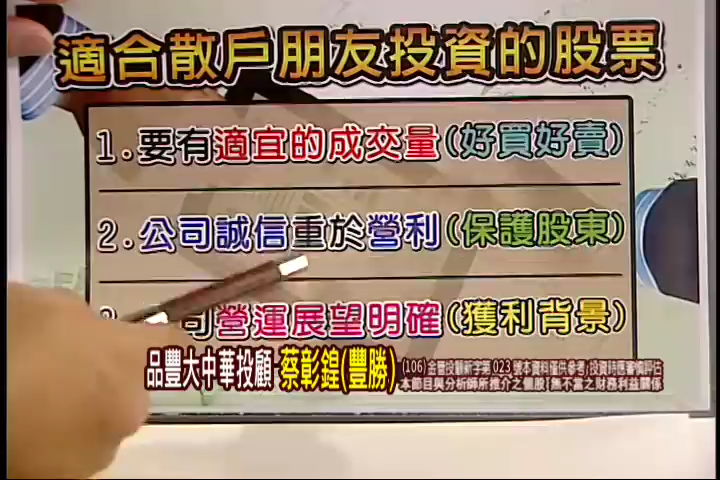 適合散戶朋友投資的股票
1.要有適宜的成交量(好買好賣)
2.公司誠信重於營利(保護股東)
司營運展望明確(獲利背景)
品豐大中華投顧 蔡彰鍠(豐勝)
(106)金管投顧新字第023號本資料僅供參考,投資時應審慎評估
本節目與分析師所推介之個股 無不當之財務利益關係